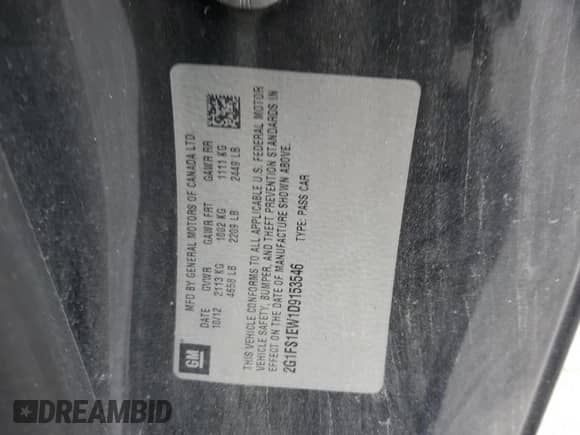 GM
MFD BY GENERAL MOTORS OF CANADA LTD.
DATE GVWR GAWR FRT GAWR RR
10/12 2113 KG 1002 KG 1111 KG
4658 LB 2209 LB 2449 LB
THIS VEHICLE CONFORMS TO ALL APPLICABLE U.S. FEDERAL MOTOR
VEHICLE SAFETY, BUMPER, AND THEFT PREVENTION STANDARDS IN
EFFECT ON THE DATE OF MANUFACTURE SHOWN ABOVE.
2G1FS1EW1D9153546 TYPE: PASS CAR
DREAMBID